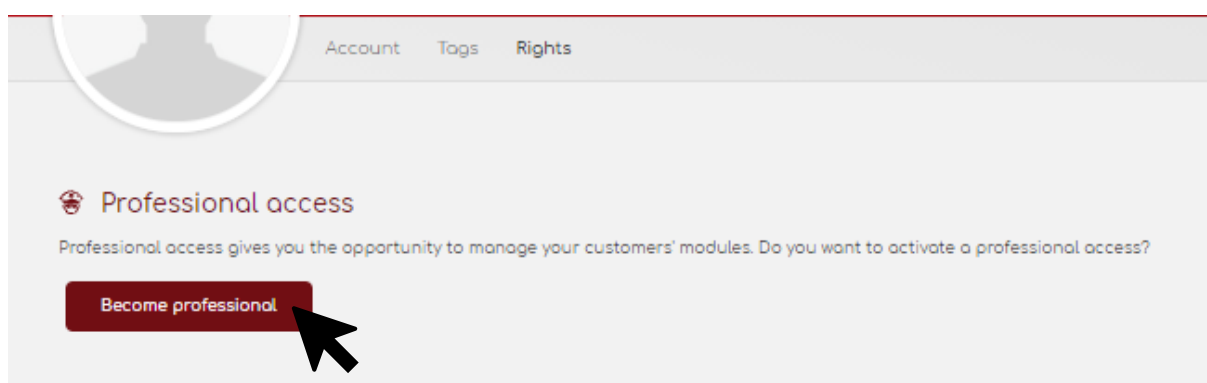 Account Tags Rights
Professional access
Professional access gives you the opportunity to manage your customers' modules. Do you want to activate a professional access?
Become professional